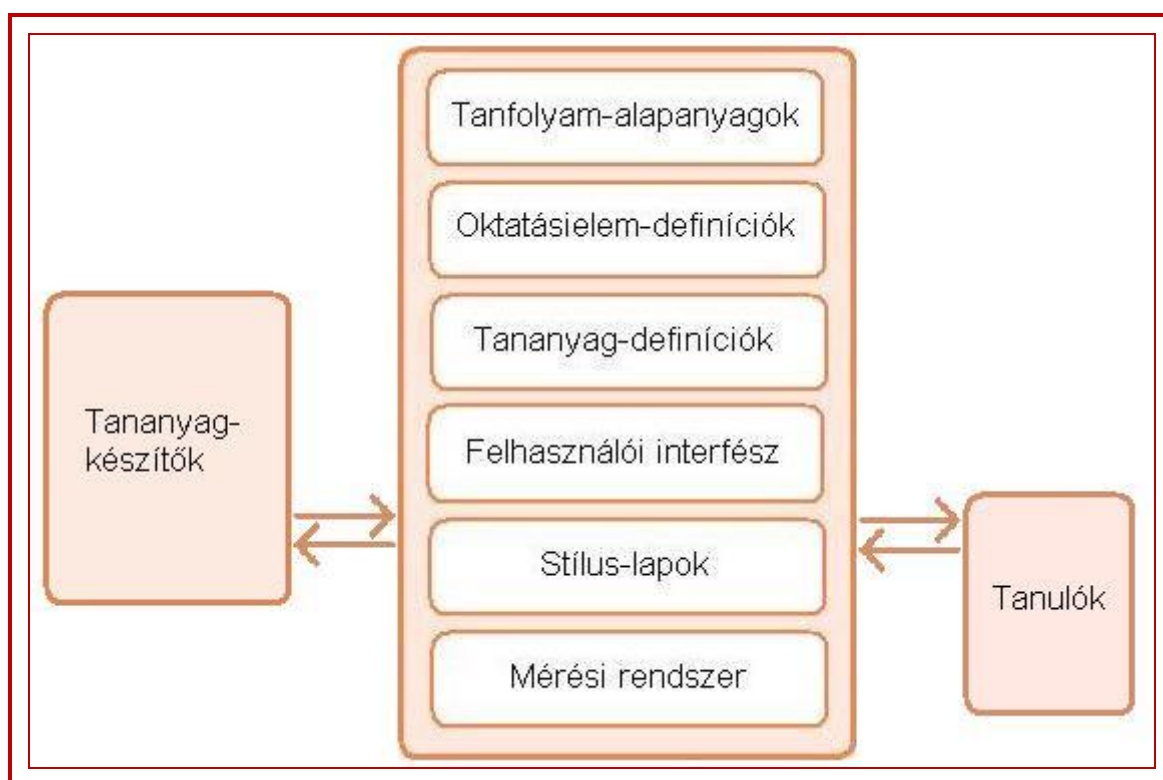 Tanfolyam-alapanyagok
Oktatásielem-definíciók
Tananyag-definíciók
Felhasználói interfész
Stílus-lapok
Mérési rendszer
Tananyag-
készítők
Tanulók